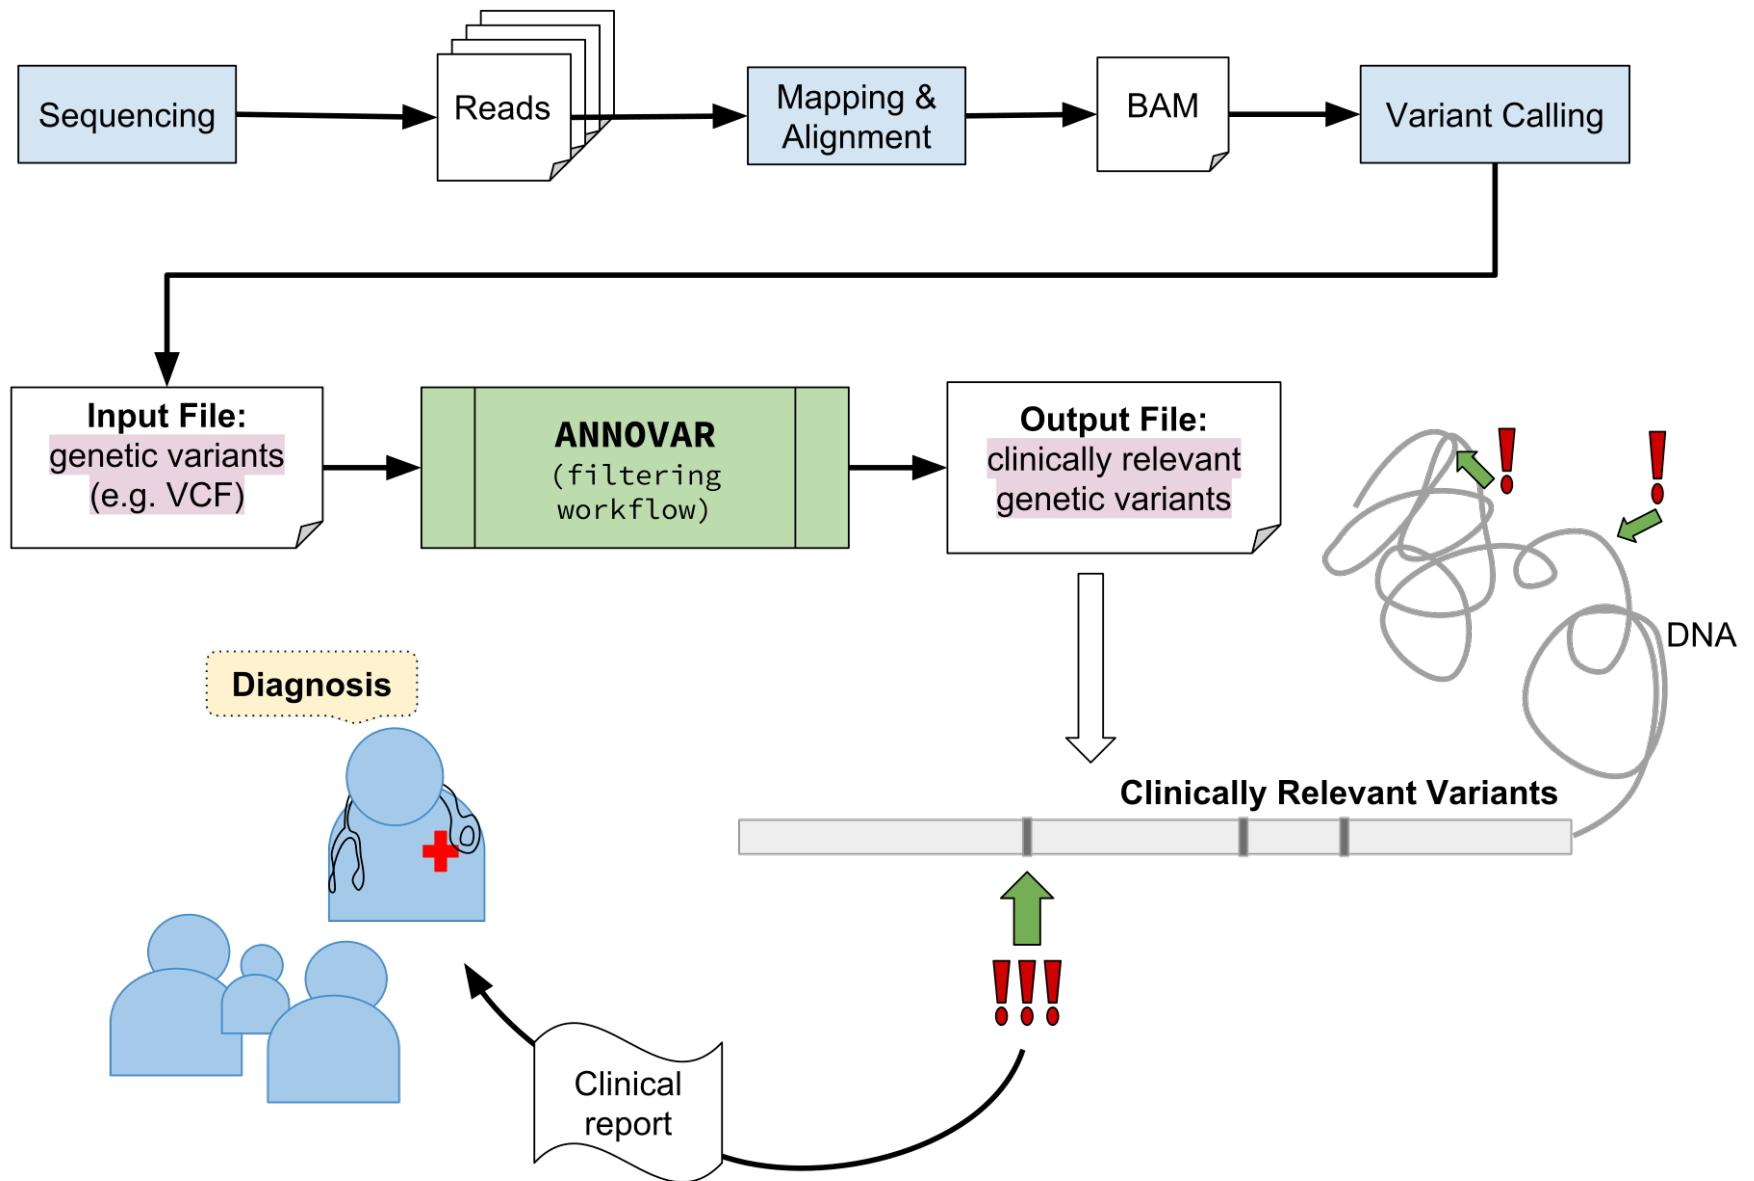 Sequencing
Reads
Mapping &
Alignment
BAM
Variant Calling
Input File:
genetic variants
(e.g. VCF)
ANNOVAR
(filtering
workflow)
Output File:
clinically relevant
genetic variants
DNA
Diagnosis
Clinically Relevant Variants
Clinical
report